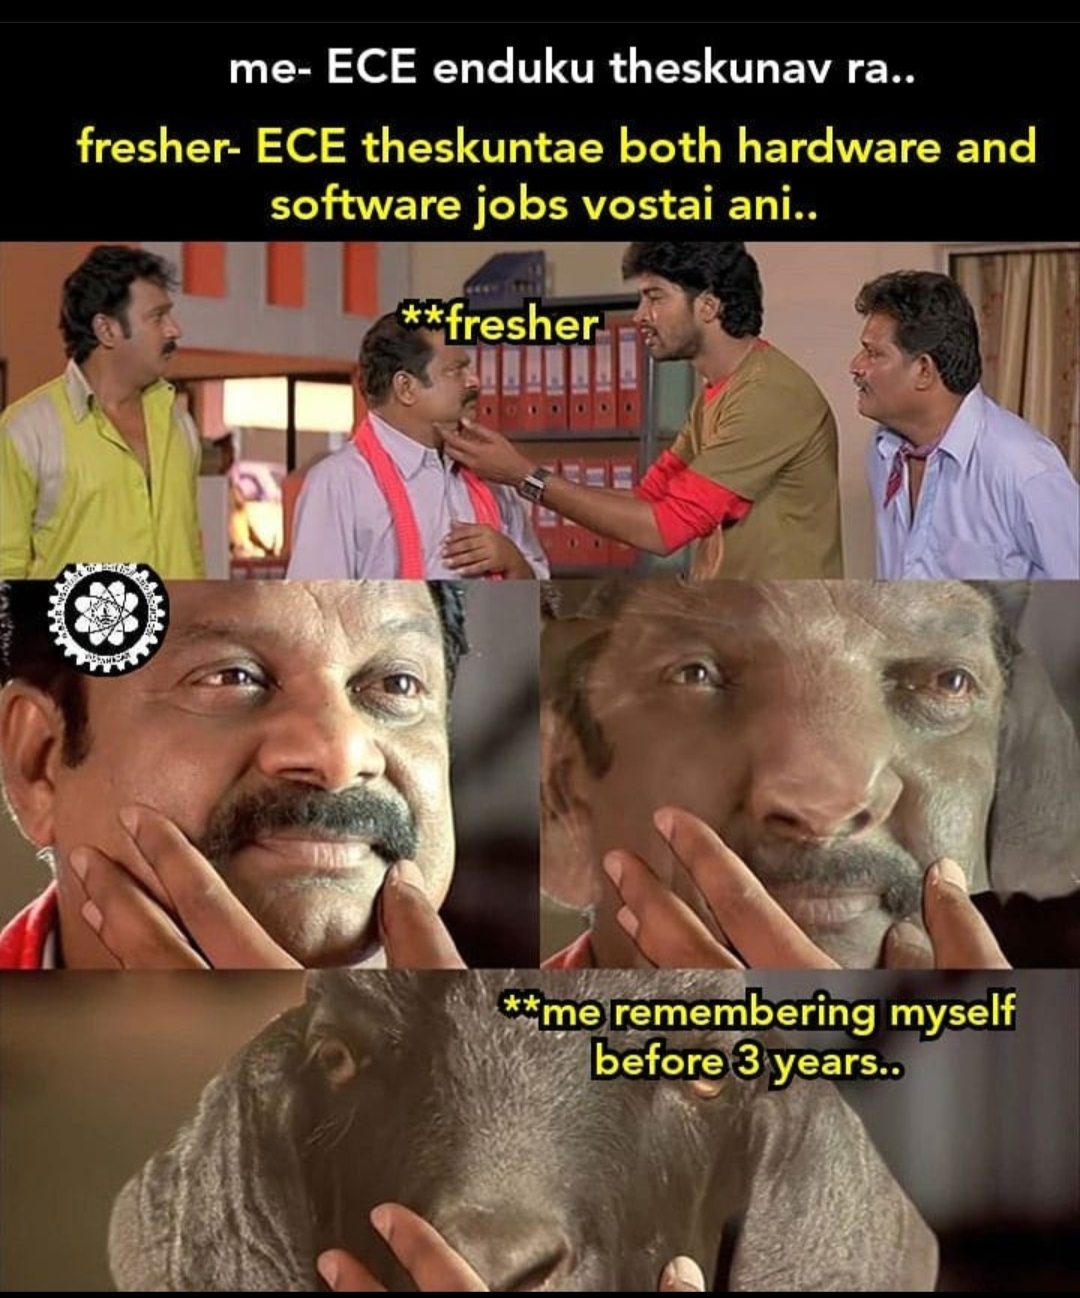 me- ECE enduku theskunav ra..
fresher- ECE theskuntae both hardware and
software jobs vostai ani..
**fresher
**me remembering myself
before 3 years..